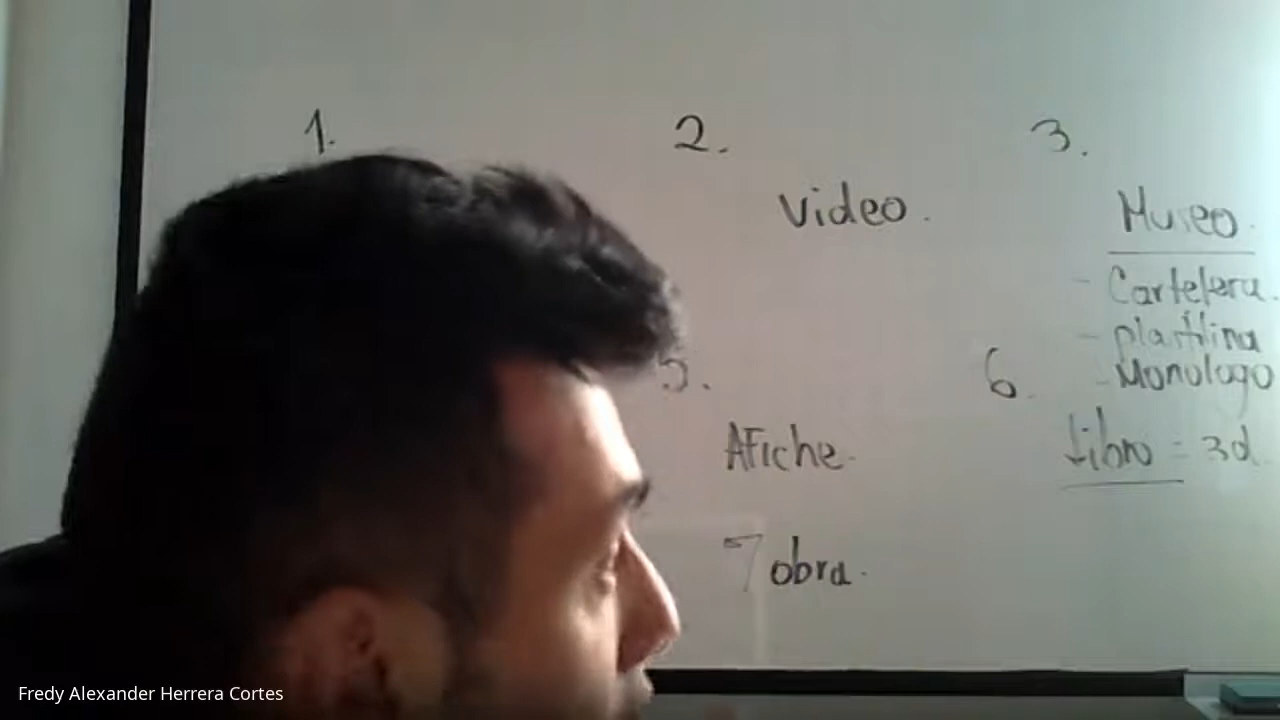 1.
2.
video.
3.
Museo.
- Cartelera.
- plastilina
- Monologo
5.
Afiche.
6.
Libro = 3d
7 obra.
Fredy Alexander Herrera Cortes